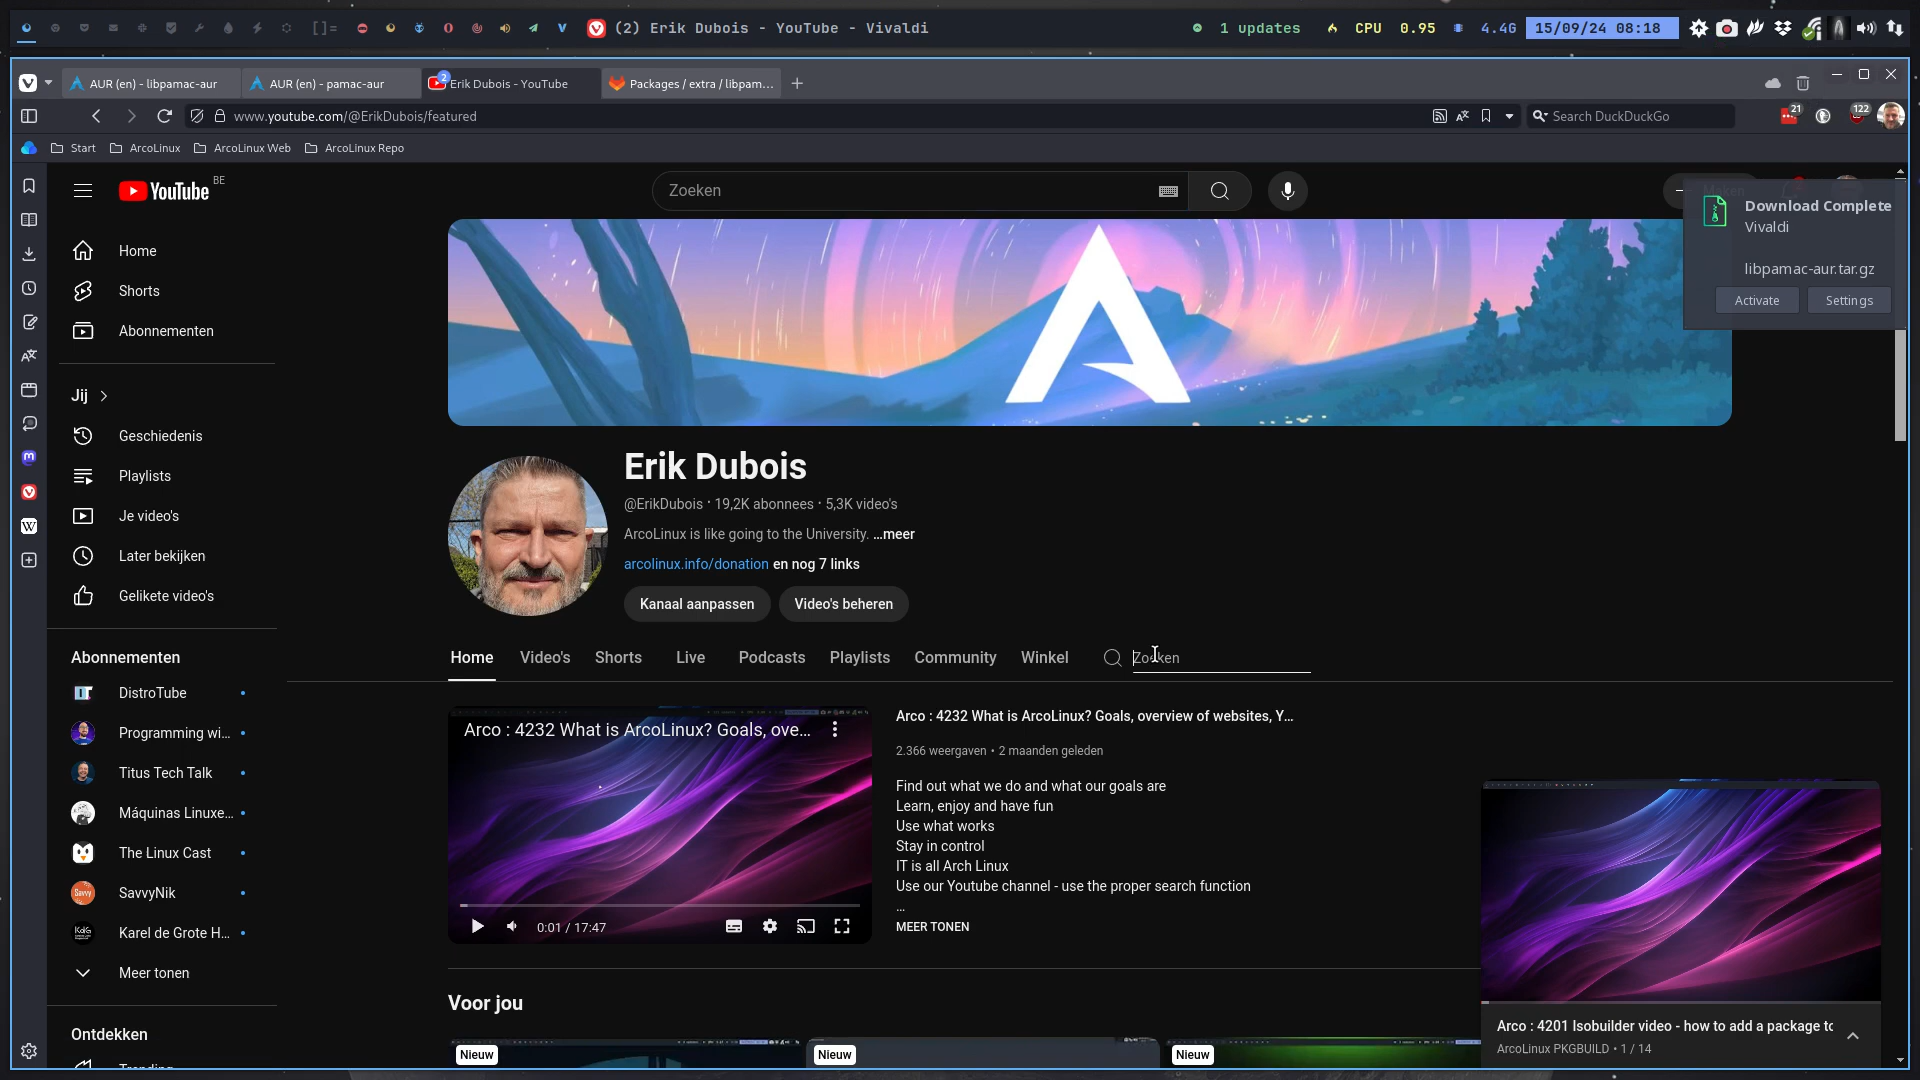 []=
(2) Erik Dubois - YouTube - Vivaldi
1 updates
CPU 0.95
4.4G
15/09/24 08:18
AUR (en) - libpamac-aur
AUR (en) - pamac-aur
2
Erik Dubois - YouTube
Packages / extra / libpam...
www.youtube.com/@ErikDubois/featured
Search DuckDuckGo
21
122
Start
ArcoLinux
ArcoLinux Web
ArcoLinux Repo
YouTube BE
Zoeken
Download Complete
Vivaldi
libpamac-aur.tar.gz
Activate
Settings
Home
Shorts
Abonnementen
Jij
Geschiedenis
Playlists
Je video's
Later bekijken
Gelikete video's
Abonnementen
DistroTube
Programming wi...
Titus Tech Talk
Máquinas Linuxe...
The Linux Cast
SavvyNik
Karel de Grote H...
Meer tonen
Ontdekken
Erik Dubois
@ErikDubois • 19,2K abonnees • 5,3K video's
ArcoLinux is like going to the University. ...meer
arcolinux.info/donation en nog 7 links
Kanaal aanpassen
Video's beheren
Home
Video's
Shorts
Live
Podcasts
Playlists
Community
Winkel
Zoeken
Arco : 4232 What is ArcoLinux? Goals, ove...
0:01 / 17:47
Arco : 4232 What is ArcoLinux? Goals, overview of websites, Y...
2.366 weergaven • 2 maanden geleden
Find out what we do and what our goals are
Learn, enjoy and have fun
Use what works
Stay in control
IT is all Arch Linux
Use our Youtube channel - use the proper search function
...
MEER TONEN
Voor jou
Nieuw
Nieuw
Nieuw
Arco : 4201 Isobuilder video - how to add a package to
ArcoLinux PKGBUILD • 1 / 14